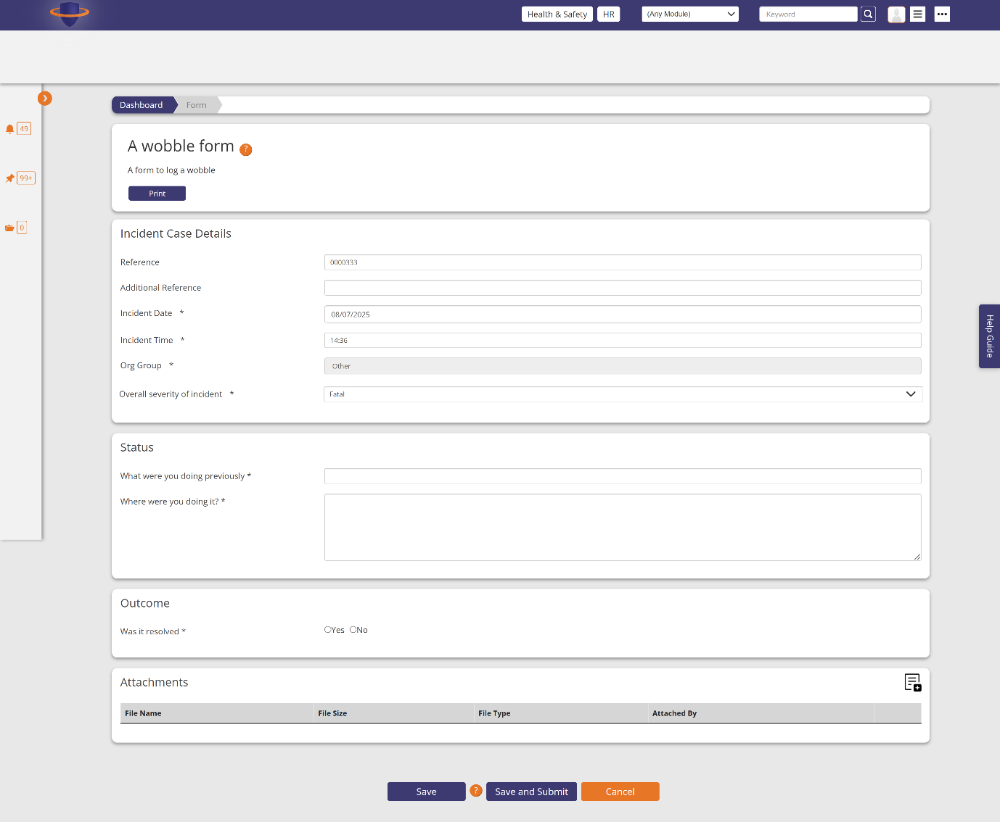 Health & Safety HR (Any Module) Keyword
49
99+
0
Dashboard Form
A wobble form ?
A form to log a wobble
Print
Incident Case Details
Reference 0000333
Additional Reference
Incident Date * 08/07/2025
Incident Time * 14:36
Org Group * Other
Overall severity of incident * Fatal
Help Guide
Status
What were you doing previously *
Where were you doing it? *
Outcome
Was it resolved * Yes No
Attachments
File Name File Size File Type Attached By
Save ? Save and Submit Cancel